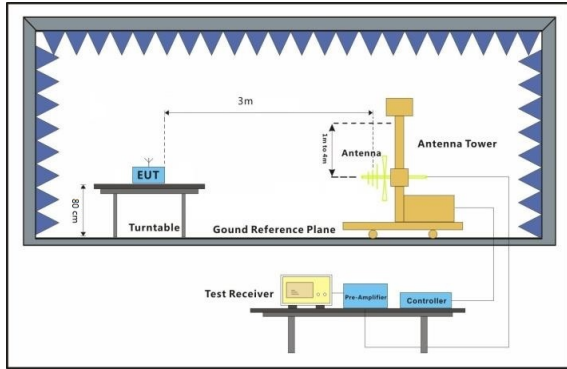 3m
1m to 4m
Antenna
Antenna Tower
EUT
80 cm
Turntable
Gound Reference Plane
Test Receiver
Pre-Amplifier
Controller